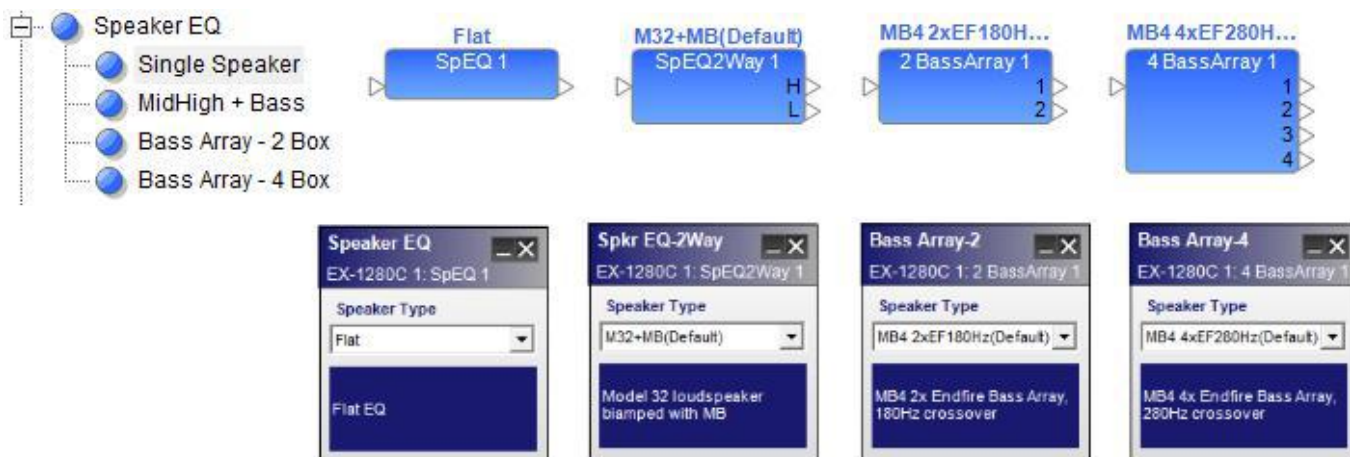 Speaker EQ
Single Speaker
MidHigh + Bass
Bass Array - 2 Box
Bass Array - 4 Box
Flat
SpEQ 1
M32+MB(Default)
SpEQ2Way 1
H
L
MB4 2xEF180H...
2 BassArray 1
1
2
MB4 4xEF280H...
4 BassArray 1
1
2
3
4
Speaker EQ
EX-1280C 1: SpEQ 1
Speaker Type
Flat
Flat EQ
Spkr EQ-2Way
EX-1280C 1: SpEQ2Way 1
Speaker Type
M32+MB(Default)
Model 32 loudspeaker
biamped with MB
Bass Array-2
EX-1280C 1: 2 BassArray 1
Speaker Type
MB4 2xEF180Hz(Default)
MB4 2x Endfire Bass Array,
180Hz crossover
Bass Array-4
EX-1280C 1: 4 BassArray 1
Speaker Type
MB4 4xEF280Hz(Default)
MB4 4x Endfire Bass Array,
280Hz crossover